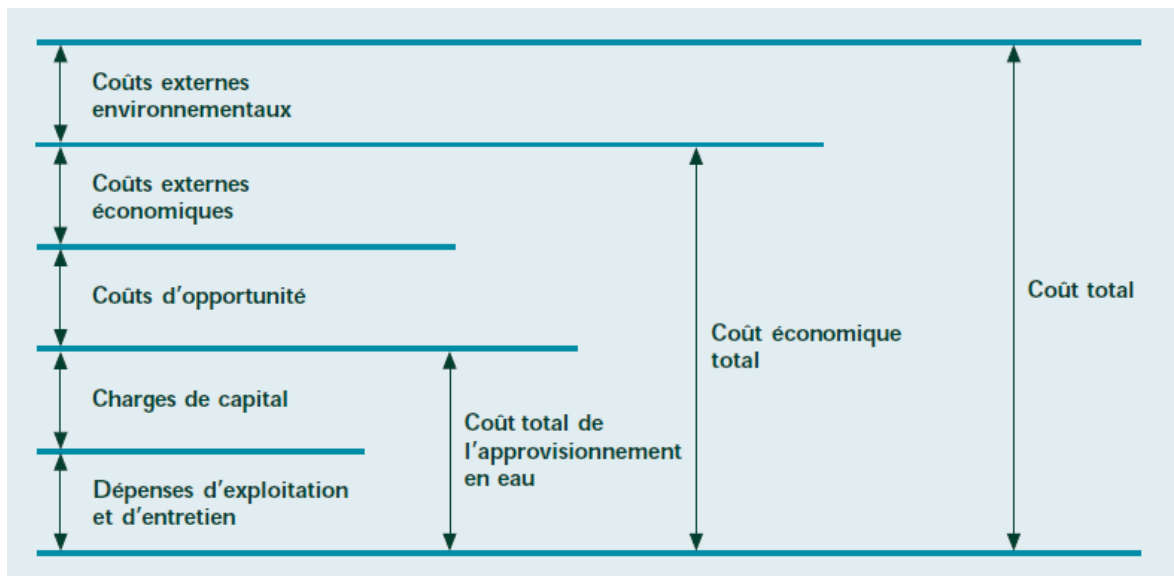 Coûts externes
environnementaux
Coûts externes
économiques
Coûts d'opportunité
Charges de capital
Dépenses d'exploitation
et d'entretien
Coût total de
l'approvisionnement
en eau
Coût économique
total
Coût total